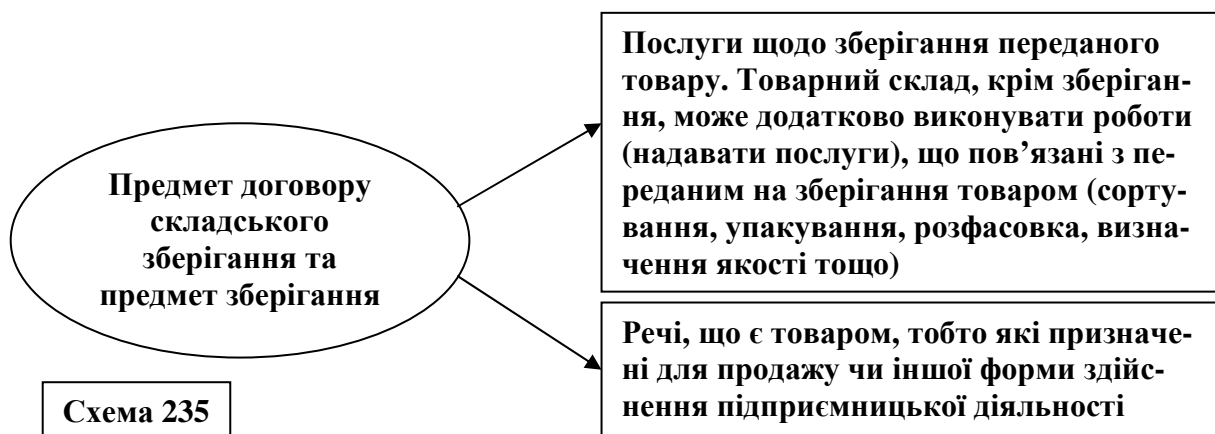 Послуги щодо зберігання переданого
товару. Товарний склад, крім зберіган-
ня, може додатково виконувати роботи
(надавати послуги), що пов’язані з пе-
реданим на зберігання товаром (сорту-
вання, упакування, розфасовка, визна-
чення якості тощо)
Предмет договору
складського
зберігання та
предмет зберігання
Речі, що є товаром, тобто які призначе-
ні для продажу чи іншої форми здійс-
нення підприємницької діяльності
Схема 235